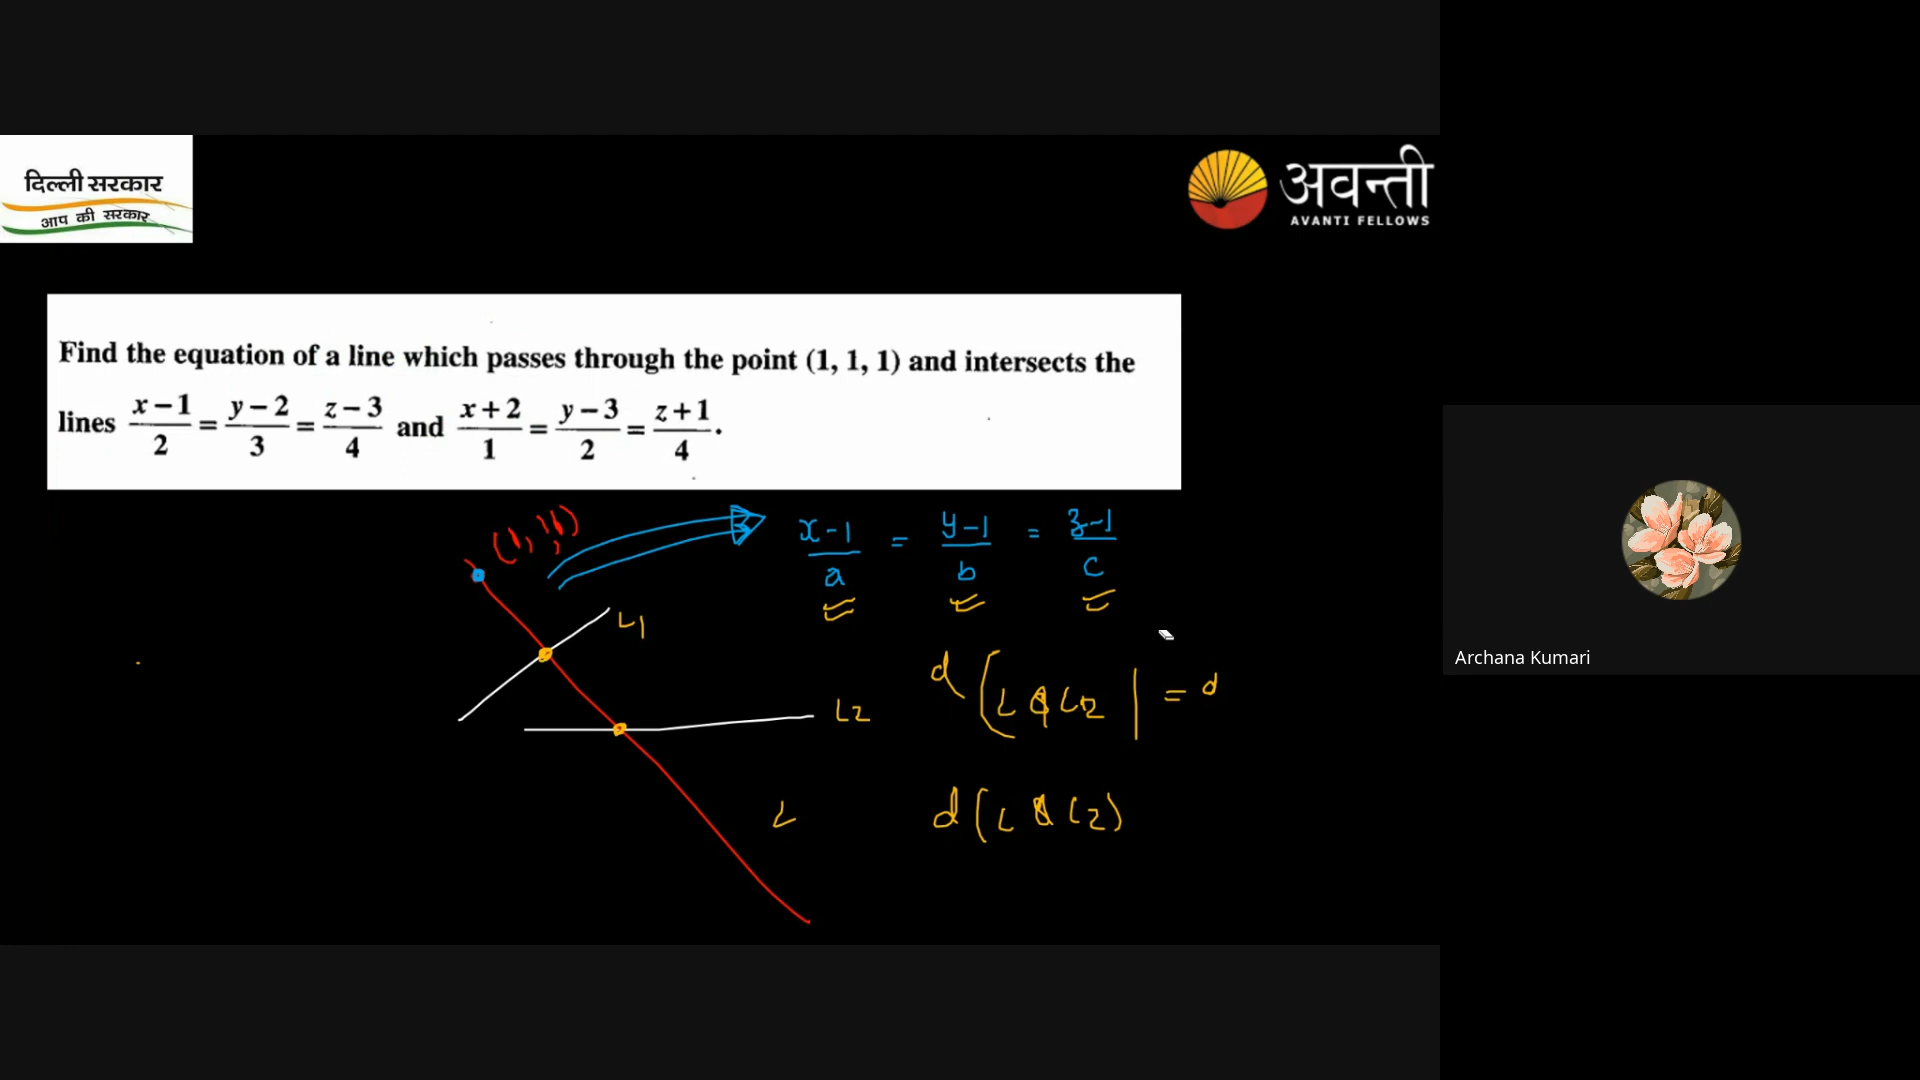 दिल्ली सरकार
आप की सरकार
अवन्ती
AVANTI FELLOWS
Find the equation of a line which passes through the point (1, 1, 1) and intersects the
lines (x – 1)/2 = (y – 2)/3 = (z – 3)/4 and (x + 2)/1 = (y – 3)/2 = (z + 1)/4.
(1, 1, 1)
(x-1)/a = (y-1)/b = (z-1)/c
L1
L2
= d
L
d(L & L2)
Archana Kumari